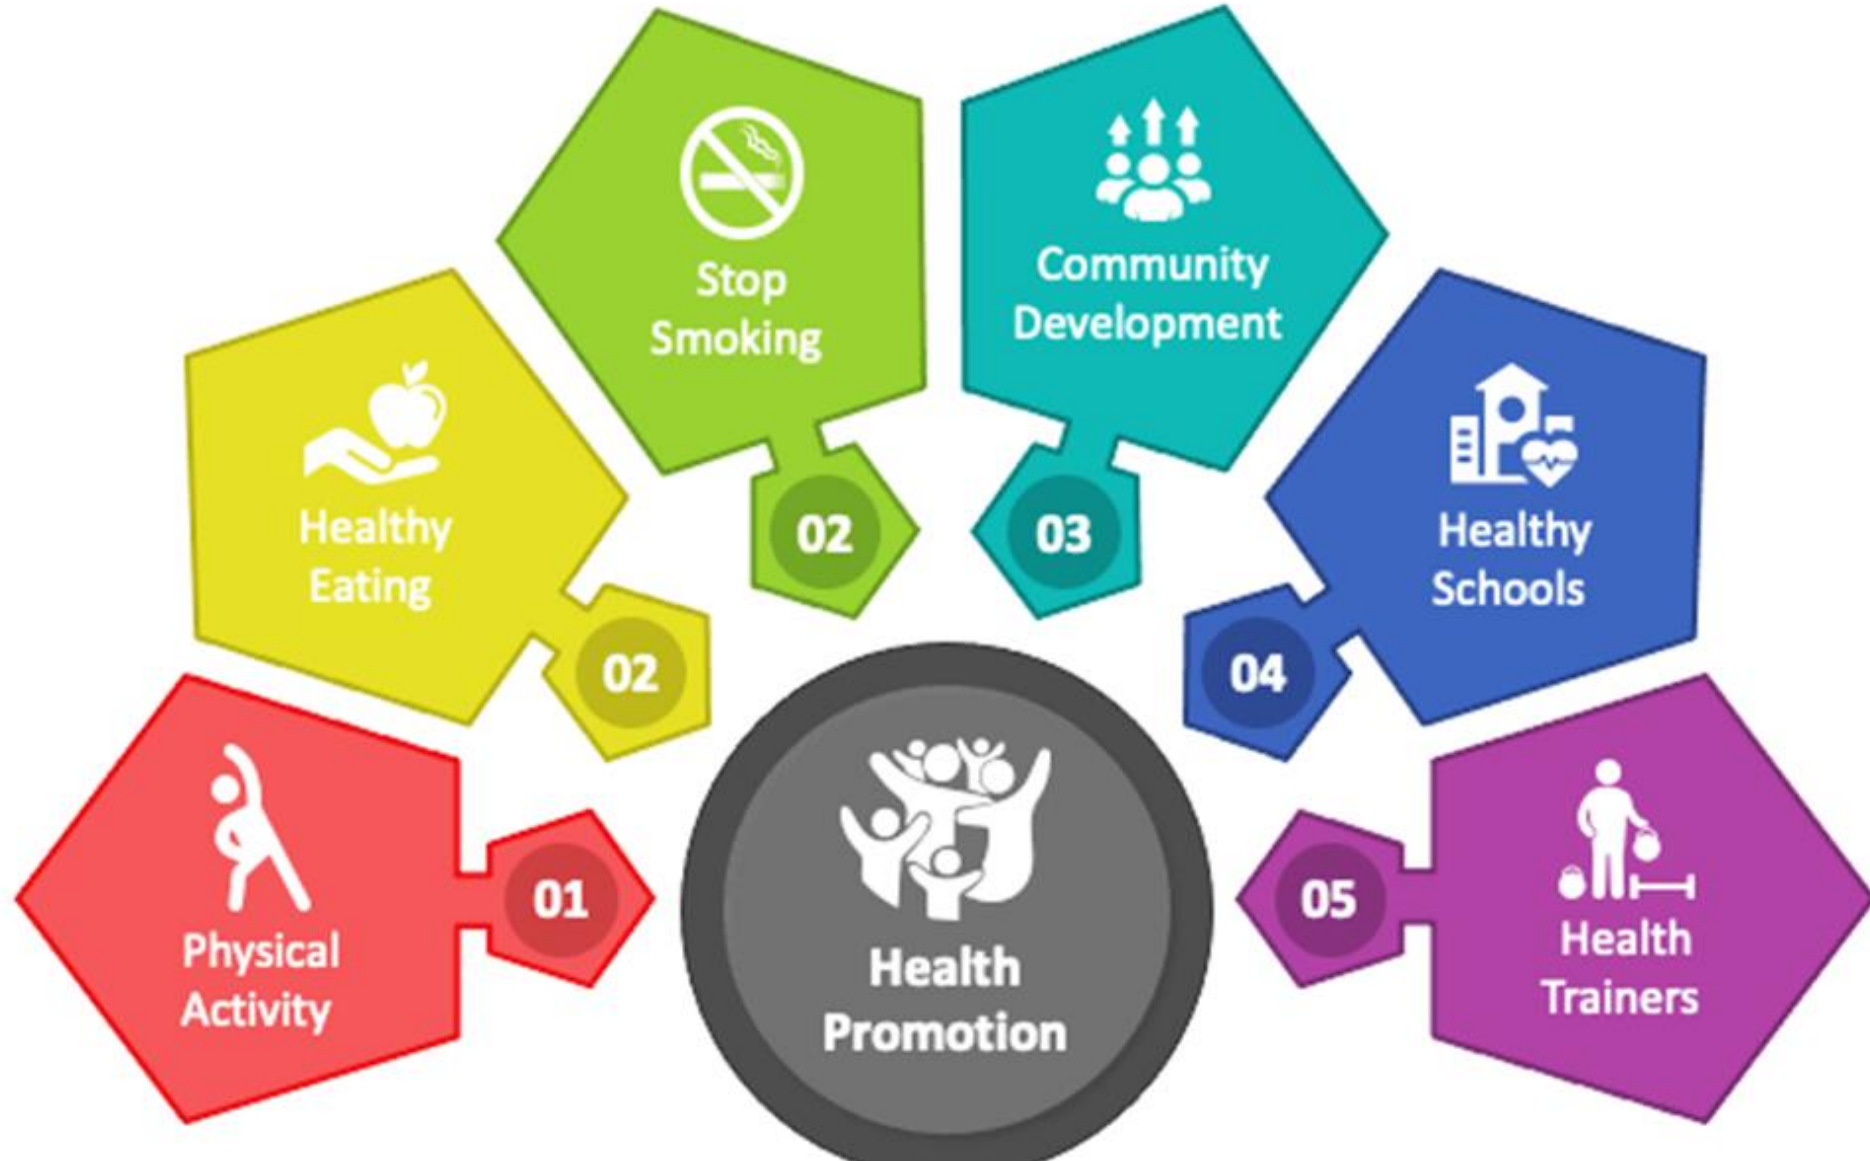 Stop
Smoking
02
Community
Development
03
Healthy
Eating
02
Healthy
Schools
04
Physical
Activity
01
Health
Promotion
Health
Trainers
05